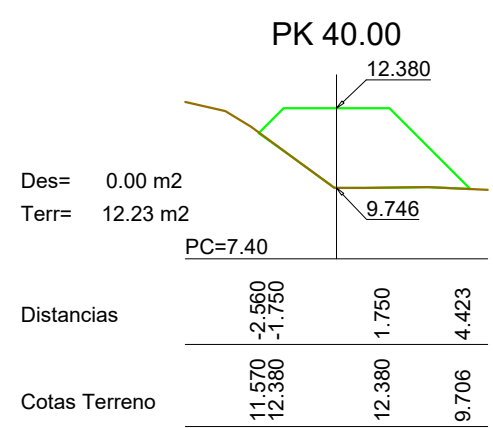 PK 40.00
12.380
Des= 0.00 m2
Terr= 12.23 m2
9.746
PC=7.40
Distancias -2.560 -1.750 1.750 4.423
Cotas Terreno 11.570 12.380 12.380 9.706